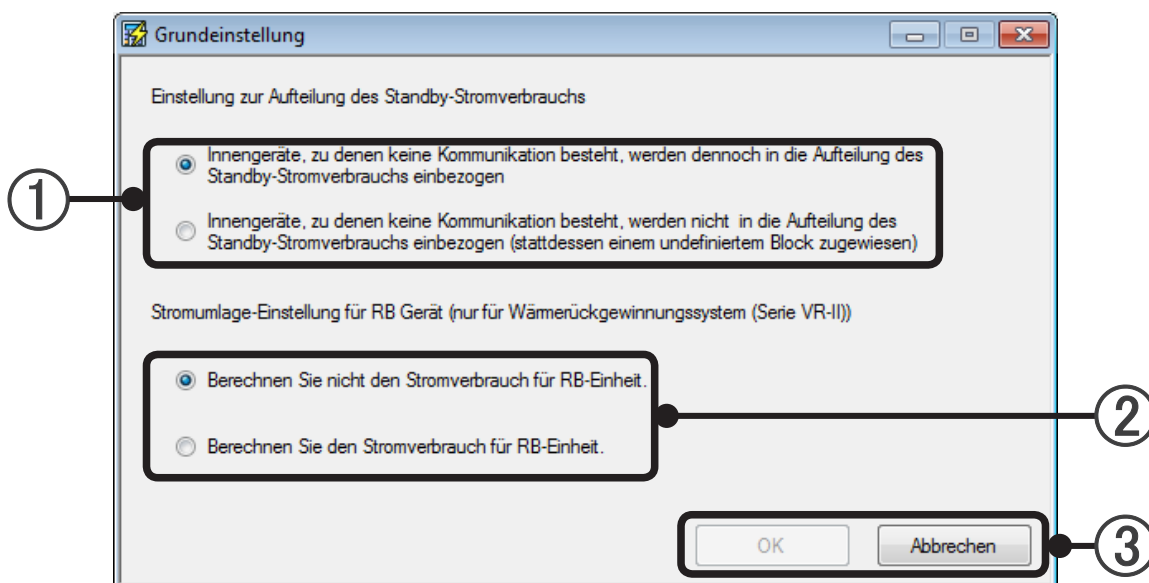 Grundeinstellung
Einstellung zur Aufteilung des Standby-Stromverbrauchs
① Innengeräte, zu denen keine Kommunikation besteht, werden dennoch in die Aufteilung des
Standby-Stromverbrauchs einbezogen
Innengeräte, zu denen keine Kommunikation besteht, werden nicht  in die Aufteilung des
Standby-Stromverbrauchs einbezogen (stattdessen einem undefiniertem Block zugewiesen)
Stromumlage-Einstellung für RB Gerät (nur für Wärmerückgewinnungssystem (Serie VR-II))
Berechnen Sie nicht den Stromverbrauch für RB-Einheit.
②
Berechnen Sie den Stromverbrauch für RB-Einheit.
OK Abbrechen ③